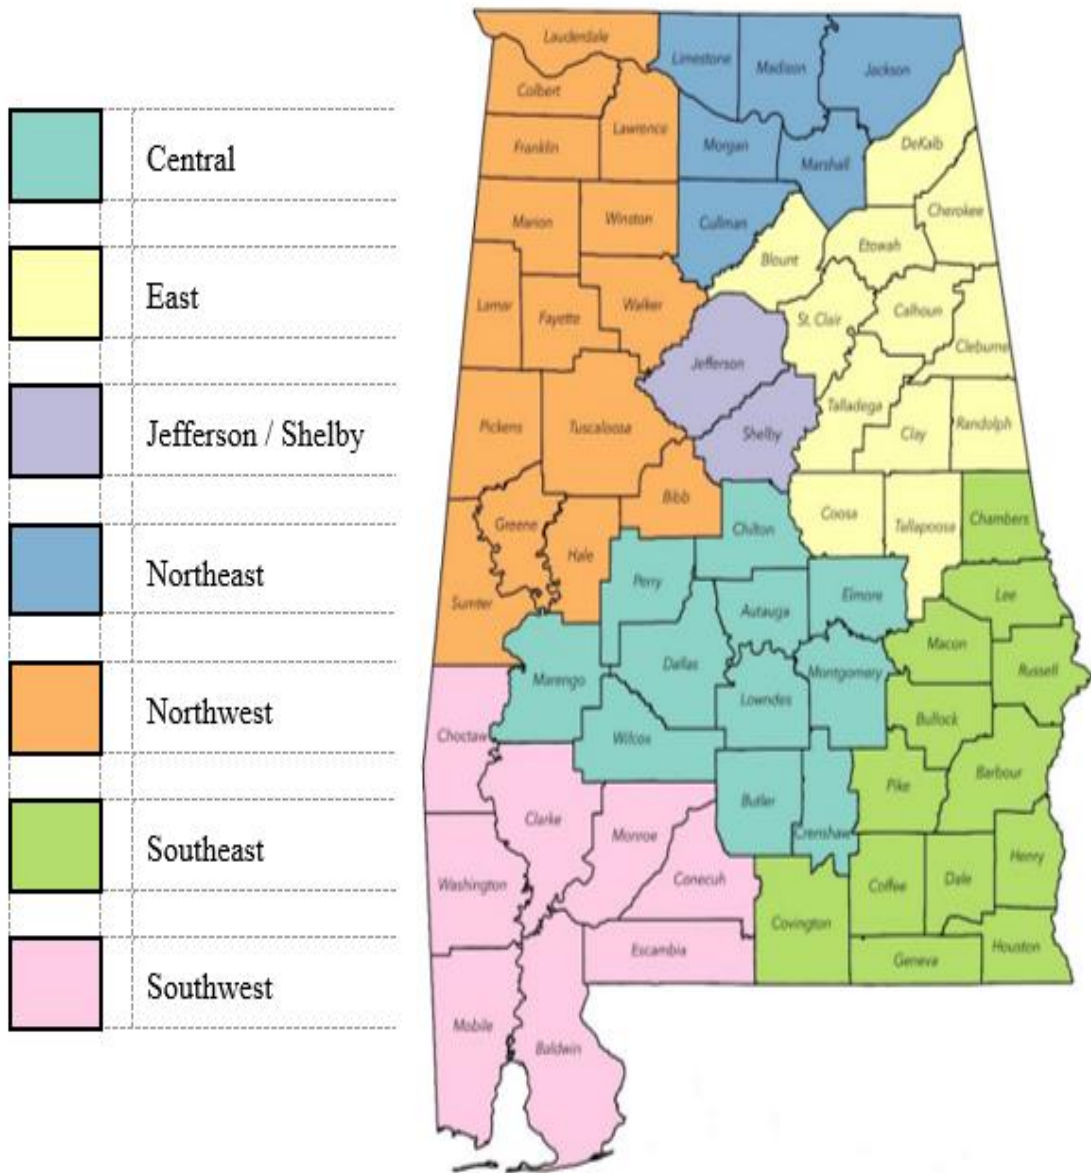 Central
East
Jefferson / Shelby
Northeast
Northwest
Southeast
Southwest
Lauderdale
Limestone
Madison
Jackson
Colbert
Lawrence
Franklin
Morgan
Marshall
DeKalb
Cherokee
Marion
Winston
Cullman
Blount
Etowah
Lamar
Fayette
Walker
St. Clair
Calhoun
Cleburne
Jefferson
Talladega
Clay
Randolph
Pickens
Tuscaloosa
Shelby
Bibb
Greene
Hale
Sumter
Chilton
Coosa
Tallapoosa
Chambers
Perry
Autauga
Elmore
Lee
Macon
Russell
Marengo
Dallas
Lowndes
Montgomery
Bullock
Choctaw
Wilcox
Butler
Crenshaw
Pike
Barbour
Clarke
Monroe
Conecuh
Covington
Coffee
Dale
Henry
Washington
Escambia
Geneva
Houston
Mobile
Baldwin